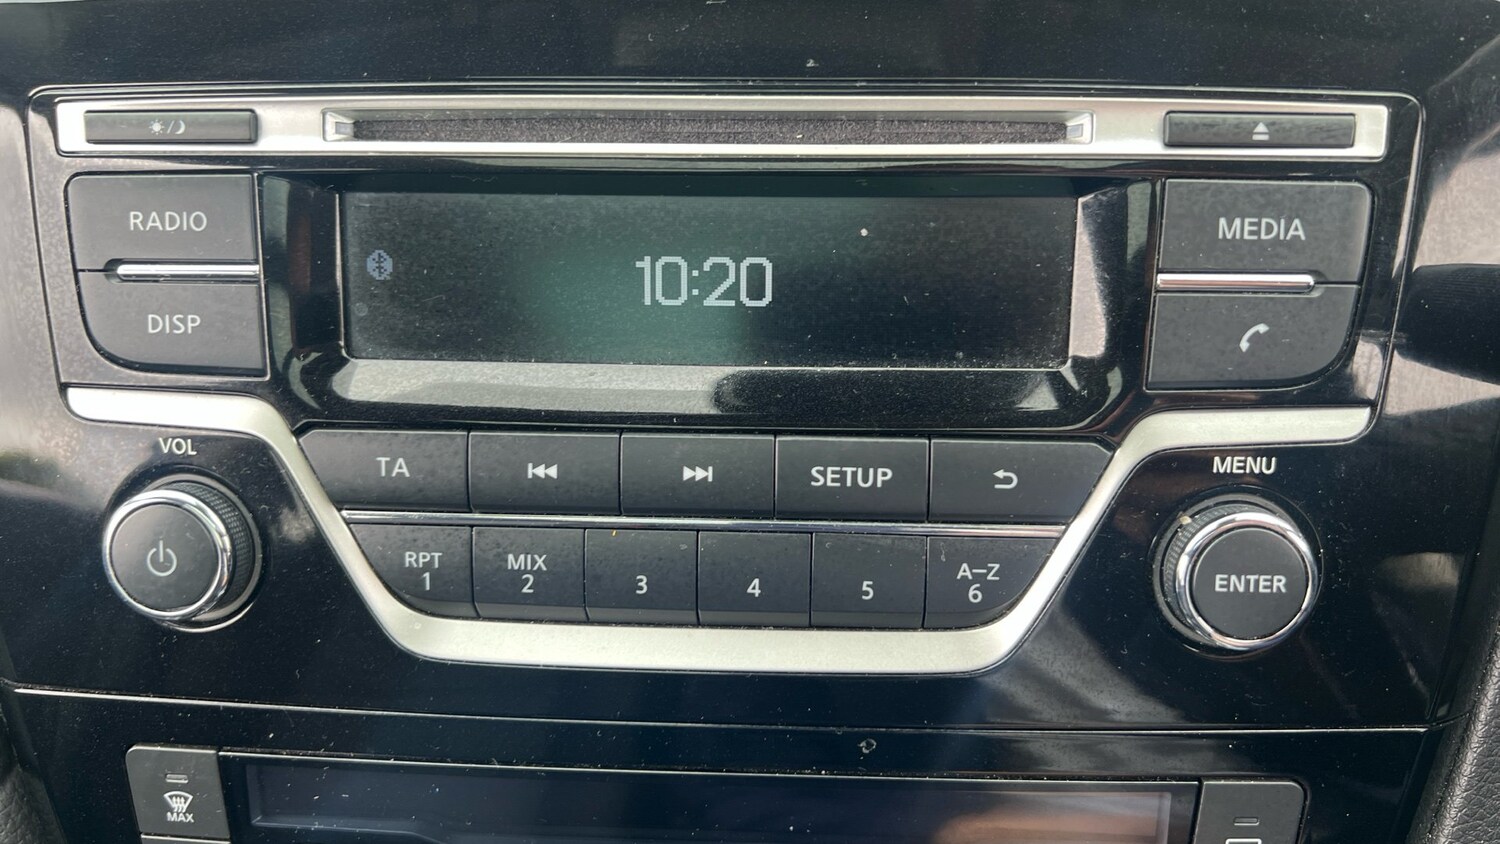 RADIO
MEDIA
10:20
DISP
VOL
MENU
TA
SETUP
RPT
1
MIX
2
3
4
5
A–Z
6
ENTER
MAX